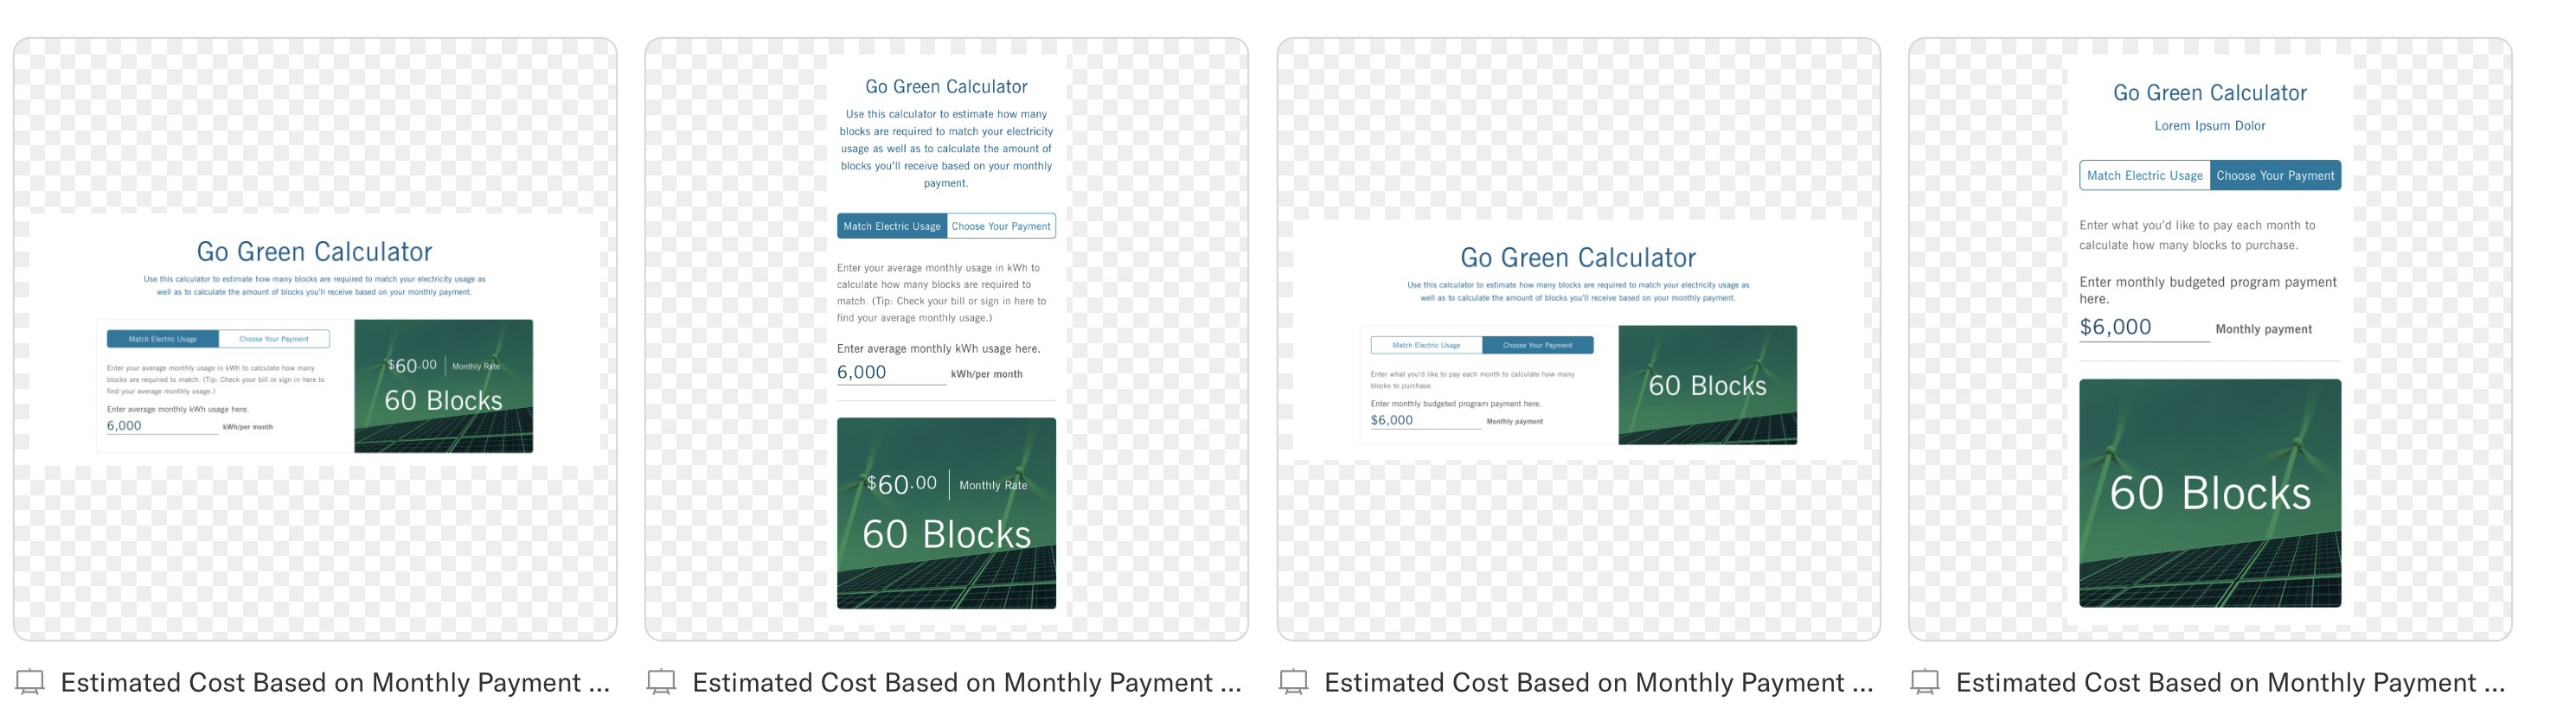 Go Green Calculator
Use this calculator to estimate how many blocks are required to match your electricity usage as
well as to calculate the amount of blocks you'll receive based on your monthly payment.
Match Electric Usage
Choose Your Payment
Enter your average monthly usage in kWh to calculate how many
blocks are required to match. (Tip: Check your bill or sign in here to
find your average monthly usage.)
Enter average monthly kWh usage here.
6,000 kWh/per month
$60.00 Monthly Rate
60 Blocks
Estimated Cost Based on Monthly Payment ...
Go Green Calculator
Use this calculator to estimate how many
blocks are required to match your electricity
usage as well as to calculate the amount of
blocks you'll receive based on your monthly
payment.
Match Electric Usage
Choose Your Payment
Enter your average monthly usage in kWh to
calculate how many blocks are required to
match. (Tip: Check your bill or sign in here to
find your average monthly usage.)
Enter average monthly kWh usage here.
6,000 kWh/per month
$60.00 Monthly Rate
60 Blocks
Estimated Cost Based on Monthly Payment ...
Go Green Calculator
Use this calculator to estimate how many blocks are required to match your electricity usage as
well as to calculate the amount of blocks you'll receive based on your monthly payment.
Match Electric Usage
Choose Your Payment
Enter what you'd like to pay each month to calculate how many
blocks to purchase.
Enter monthly budgeted program payment here.
$6,000 Monthly payment
60 Blocks
Estimated Cost Based on Monthly Payment ...
Go Green Calculator
Lorem Ipsum Dolor
Match Electric Usage
Choose Your Payment
Enter what you'd like to pay each month to
calculate how many blocks to purchase.
Enter monthly budgeted program payment
here.
$6,000 Monthly payment
60 Blocks
Estimated Cost Based on Monthly Payment ...